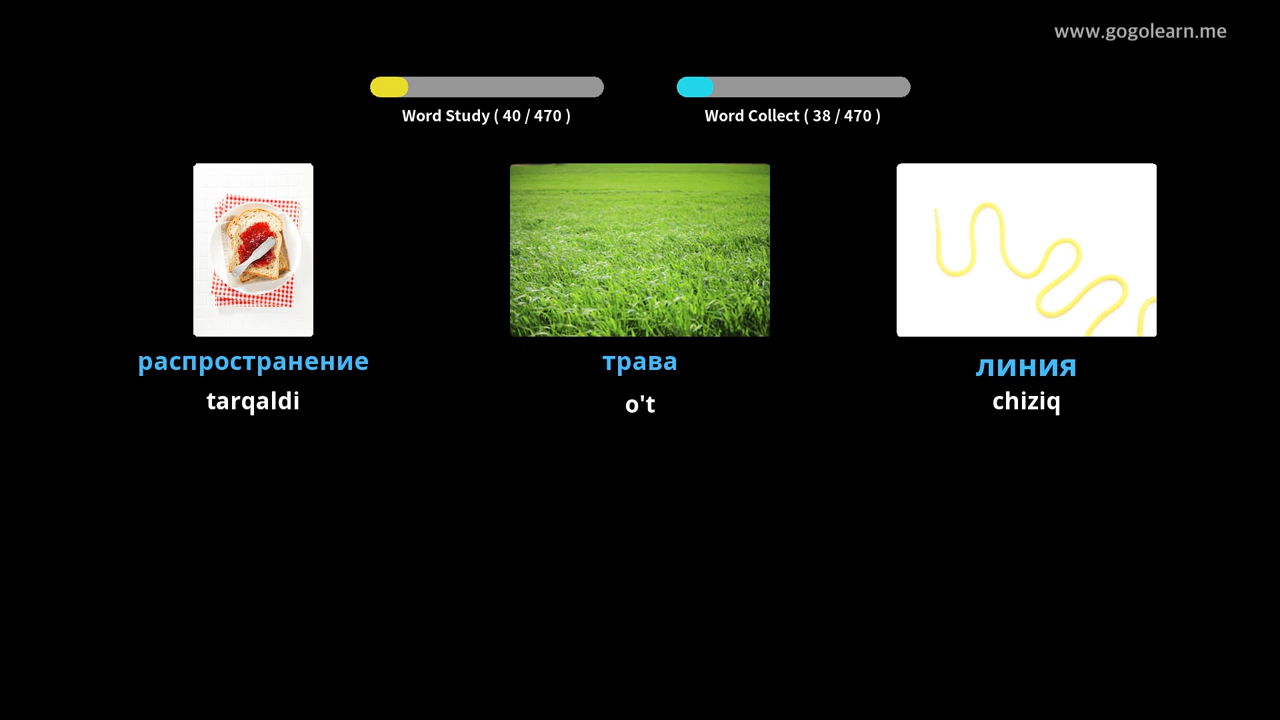 www.gogolearn.me
Word Study ( 40 / 470 )
Word Collect ( 38 / 470 )
распространение
tarqaldi
трава
o't
линия
chiziq